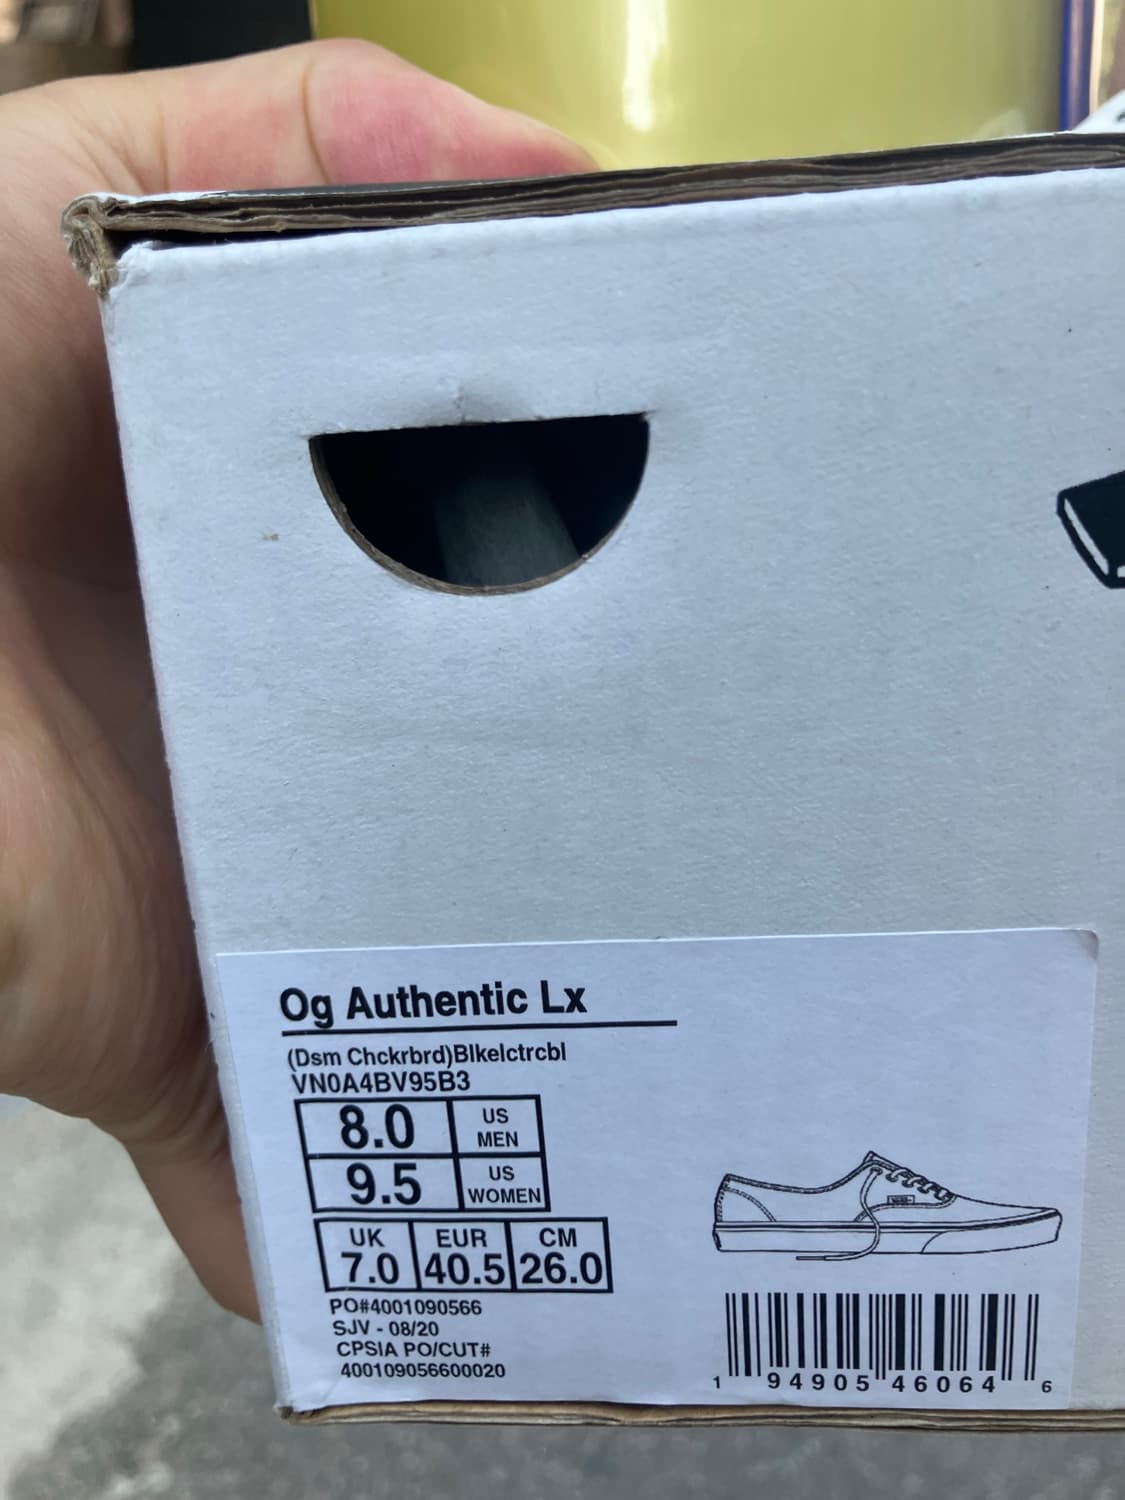 Og Authentic Lx
(Dsm Chckrbrd)Blkelctrcbl
VN0A4BV95B3
8.0 US MEN
9.5 US WOMEN
UK EUR CM
7.0 40.5 26.0
PO#4001090566
SJV - 08/20
CPSIA PO/CUT#
400109056600020
1 94905 46064 6